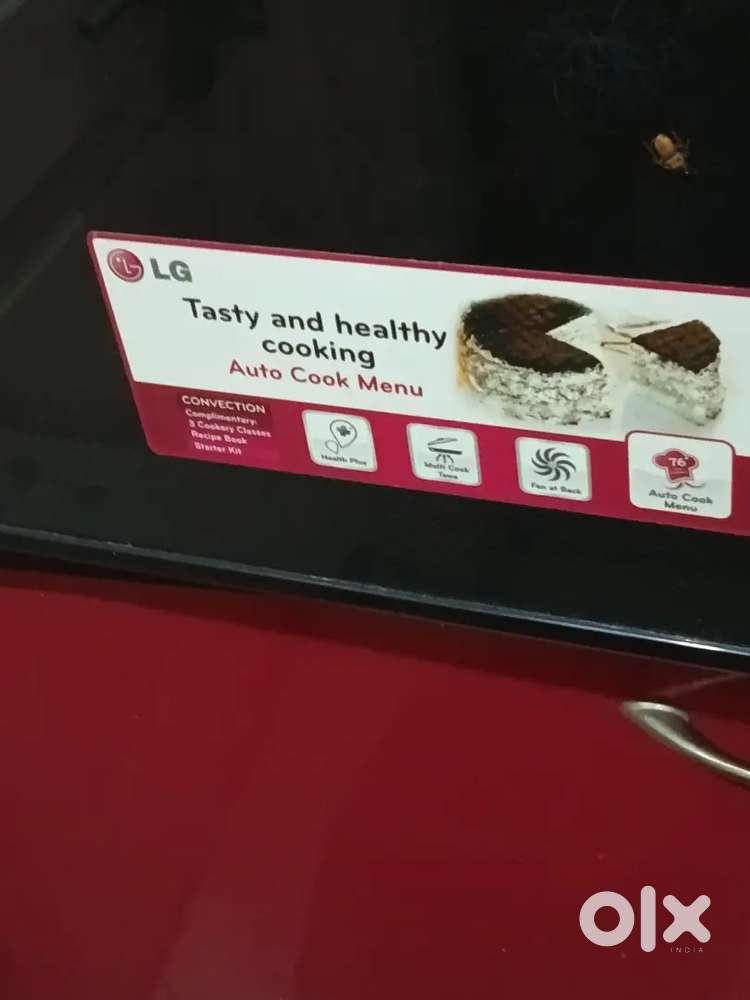 LG
Tasty and healthy
cooking
Auto Cook Menu
CONVECTION
Complimentary:
3 Cookery Classes
Recipe Book
Starter Kit
Health Plus
Multi Cook
Tawa
Fan at Back
76
Auto Cook
Menu
olx
INDIA